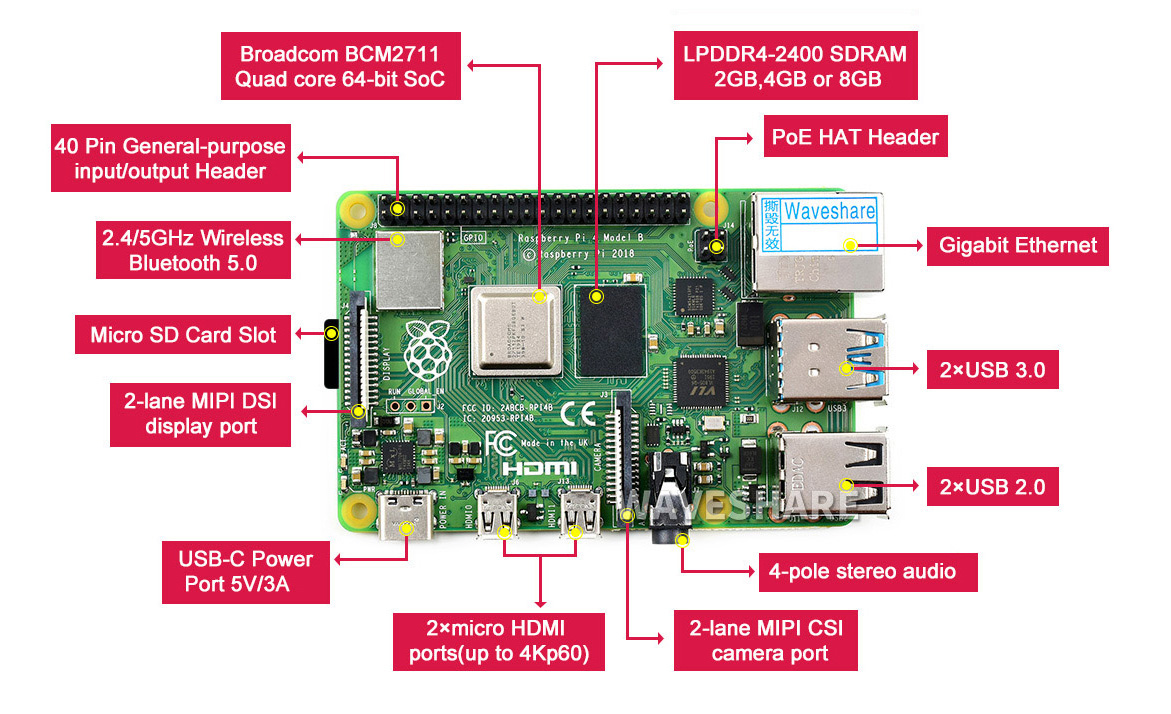 Broadcom BCM2711
Quad core 64-bit SoC
LPDDR4-2400 SDRAM
2GB,4GB or 8GB
40 Pin General-purpose
input/output Header
PoE HAT Header
2.4/5GHz Wireless
Bluetooth 5.0
Gigabit Ethernet
Micro SD Card Slot
2×USB 3.0
2-lane MIPI DSI
display port
2×USB 2.0
USB-C Power
Port 5V/3A
4-pole stereo audio
2×micro HDMI
ports(up to 4Kp60)
2-lane MIPI CSI
camera port
J8
GPIO
Raspberry Pi 4 Model B
© Raspberry Pi 2018
J14
PoE
撕毁无效
Waveshare
DISPLAY
RUN GLOBAL EN
J2
FCC ID: 2ABCB-RPI4B
IC: 20953-RPI4B
CE
FC
Made in the UK
HDMI
J3
CAMERA
VLI
J12
USB3
PWR
POWER IN
HDMI0
J6
HDMI1
J13
WAVESHARE